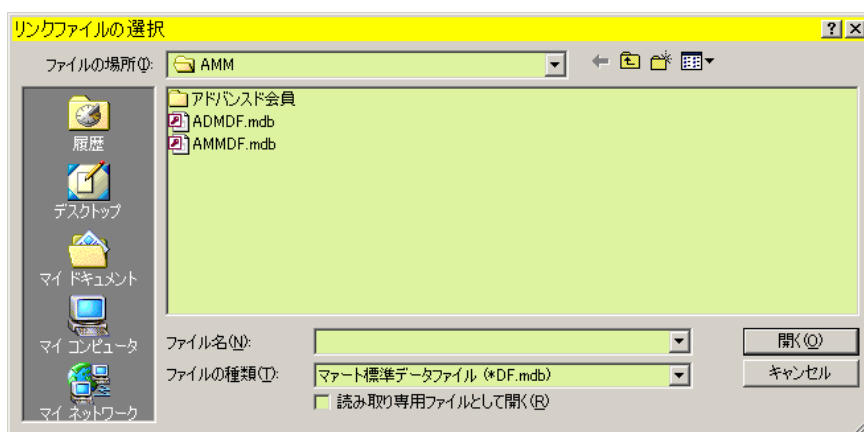 リンクファイルの選択
ファイルの場所(I):
AMM
アドバンスド会員
ADMDF.mdb
AMMDF.mdb
履歴
デスクトップ
マイ ドキュメント
マイ コンピュータ
マイ ネットワーク
ファイル名(N):
開く(O)
ファイルの種類(T):
マァート標準データファイル (*DF.mdb)
キャンセル
読み取り専用ファイルとして開く(R)